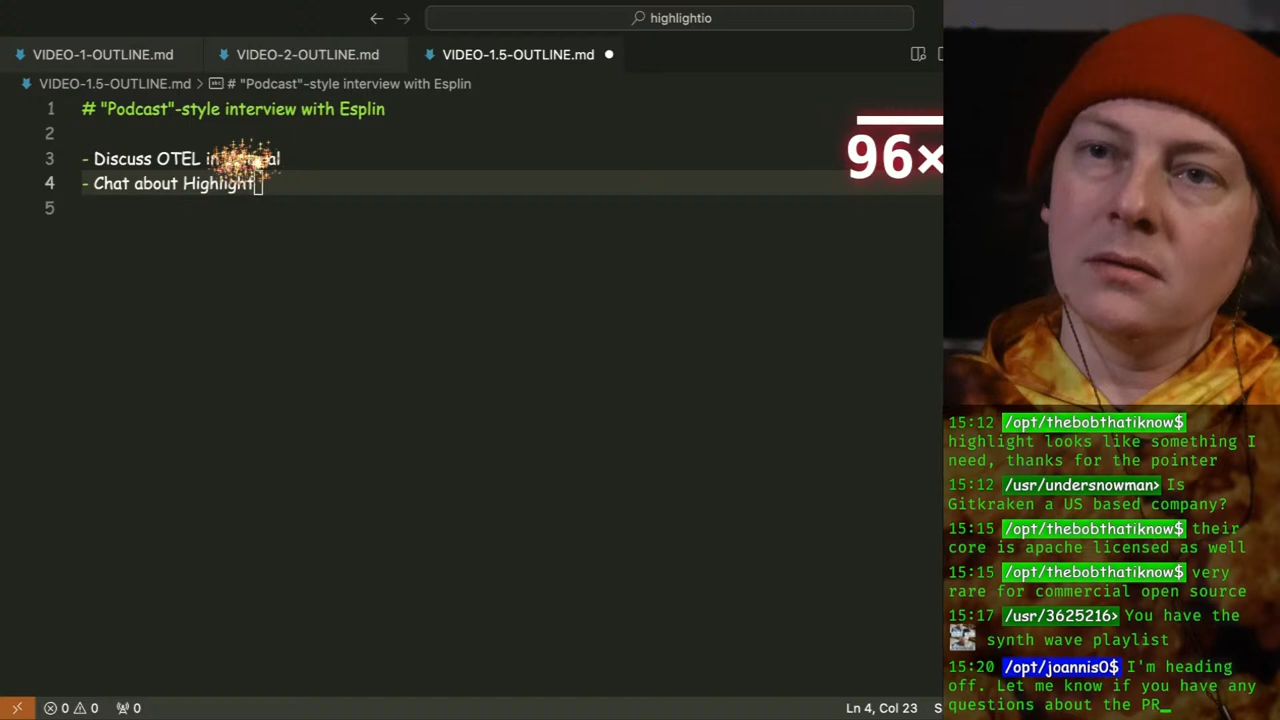 highlightio
VIDEO-1-OUTLINE.md
VIDEO-2-OUTLINE.md
VIDEO-1.5-OUTLINE.md
VIDEO-1.5-OUTLINE.md > # "Podcast"-style interview with Esplin
1 # "Podcast"-style interview with Esplin
2
3 - Discuss OTEL in
4 - Chat about Highlight
5
96×
15:12 /opt/thebobthatiknow$
highlight looks like something I
need, thanks for the pointer
15:12 /usr/undersnowman> Is
Gitkraken a US based company?
15:15 /opt/thebobthatiknow$ their
core is apache licensed as well
15:15 /opt/thebobthatiknow$ very
rare for commercial open source
15:17 /usr/3625216> You have the
synth wave playlist
15:20 /opt/joannis0$ I'm heading
off. Let me know if you have any
questions about the PR_
0 0 0
Ln 4, Col 23 S